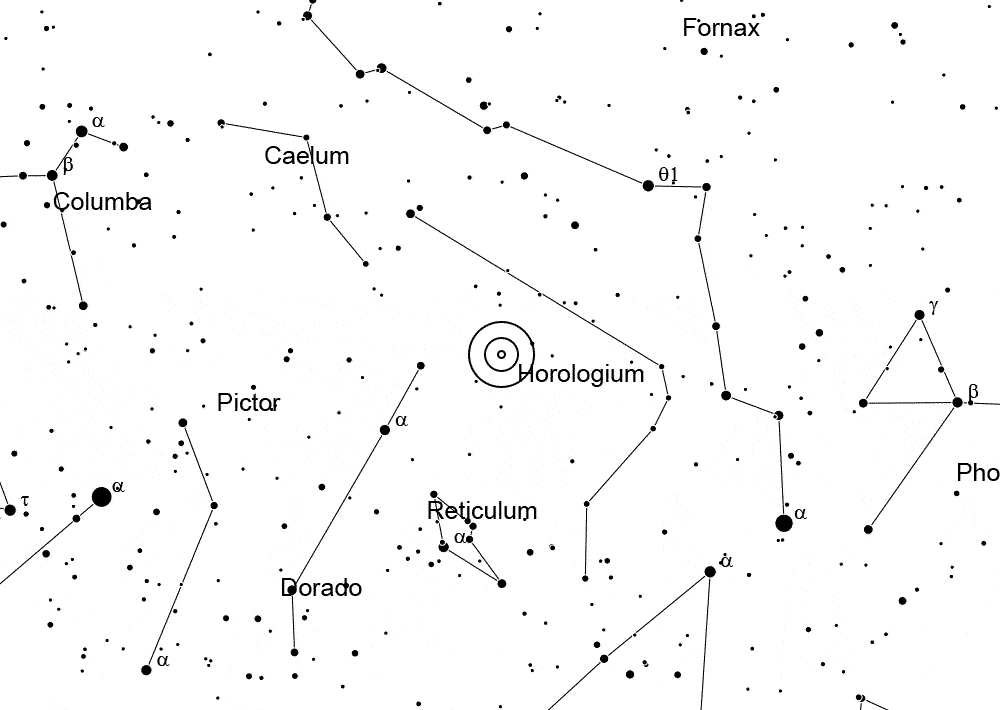 Fornax
α
Caelum
β
θ1
Columba
γ
Horologium
Pictor
β
α
Pho
α
τ
Reticulum
α
α
Dorado
α
α